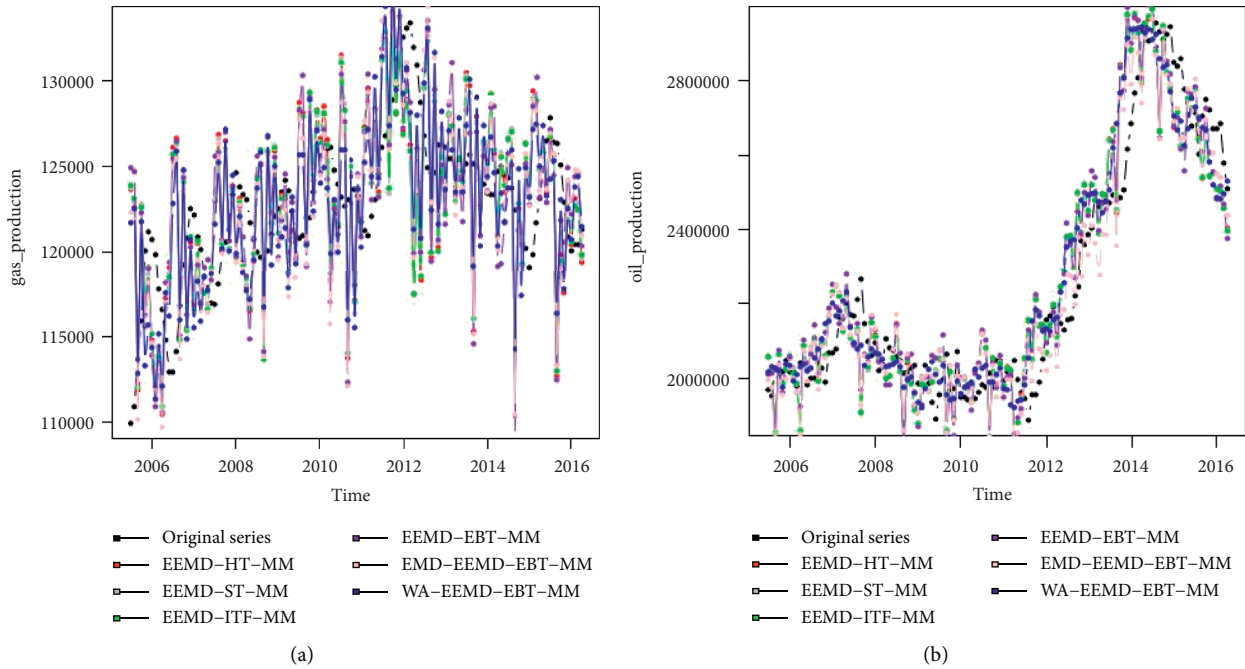 gas_production
130000
125000
120000
115000
110000
2006
2008
2010
2012
2014
2016
Time
Original series
EEMD–HT–MM
EEMD–ST–MM
EEMD–ITF–MM
EEMD–EBT–MM
EMD–EEMD–EBT–MM
WA–EEMD–EBT–MM
(a)
oil_production
2800000
2400000
2000000
2006
2008
2010
2012
2014
2016
Time
Original series
EEMD–HT–MM
EEMD–ST–MM
EEMD–ITF–MM
EEMD–EBT–MM
EMD–EEMD–EBT–MM
WA–EEMD–EBT–MM
(b)